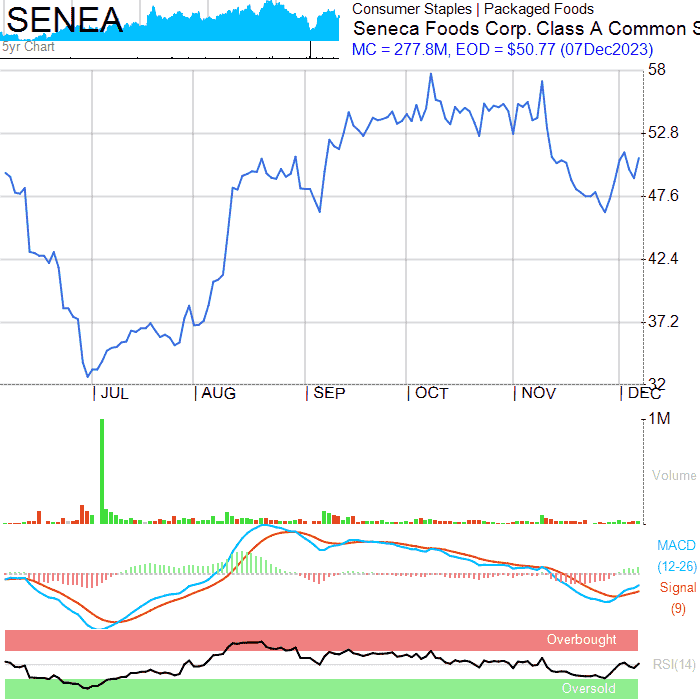 SENEA
5yr Chart
Consumer Staples | Packaged Foods
Seneca Foods Corp. Class A Common S
MC = 277.8M, EOD = $50.77 (07Dec2023)
58
52.8
47.6
42.4
37.2
32
JUL AUG SEP OCT NOV DEC
1M
Volume
MACD
(12-26)
Signal
(9)
Overbought
RSI(14)
Oversold